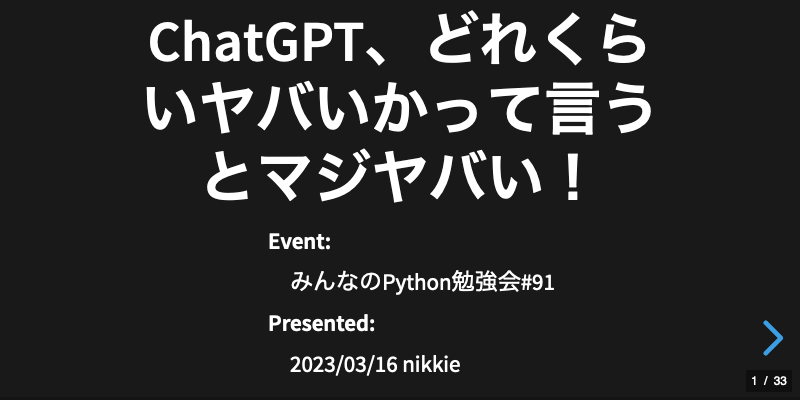 ChatGPT、どれくら
いヤバいかって言う
とマジヤバい！
Event:
みんなのPython勉強会#91
Presented:
2023/03/16 nikkie
1 / 33